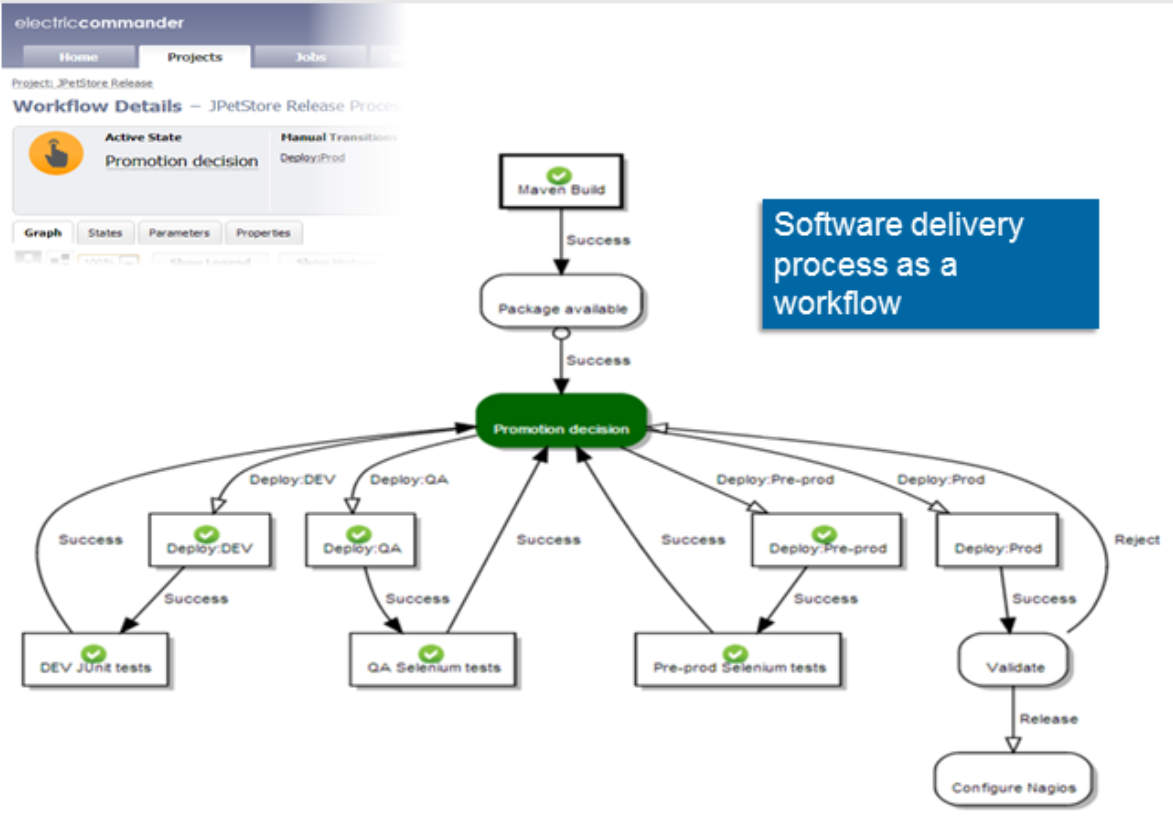 electriccommander
Home Projects Jobs
Project: JPetStore Release
Workflow Details – JPetStore Release Process
Active State
Promotion decision
Manual Transitions
Deploy:Prod
Graph States Parameters Properties
100% Show Legend
Software delivery
process as a
workflow
Maven Build
Success
Package available
Success
Promotion decision
Deploy:DEV Deploy:QA Deploy:Pre-prod Deploy:Prod
Success Deploy:DEV Deploy:QA Success Success Deploy:Pre-prod Deploy:Prod Reject
Success Success Success Success
DEV JUnit tests QA Selenium tests Pre-prod Selenium tests Validate
Release
Configure Nagios